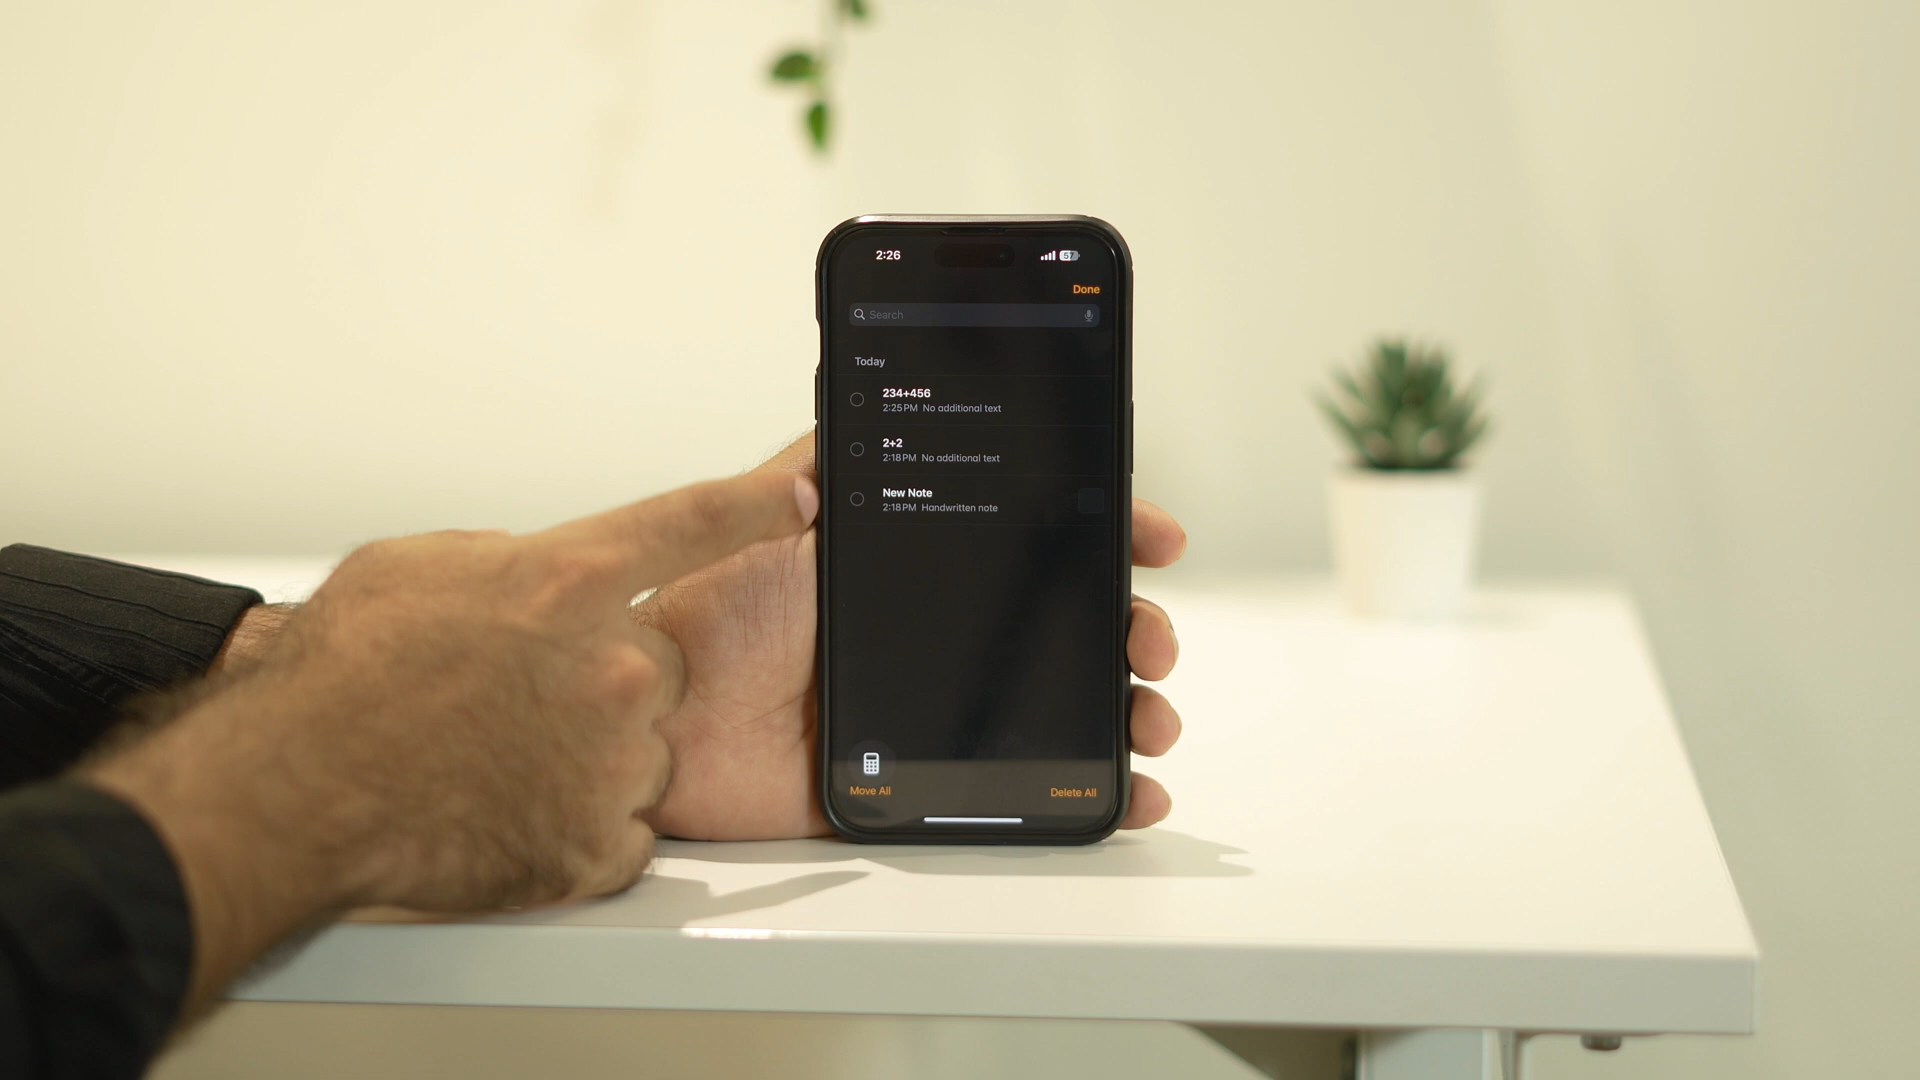 2:26
57
Done
Search
Today
234+456
2:25 PM No additional text
2+2
2:18 PM No additional text
New Note
2:18 PM Handwritten note
Move All
Delete All